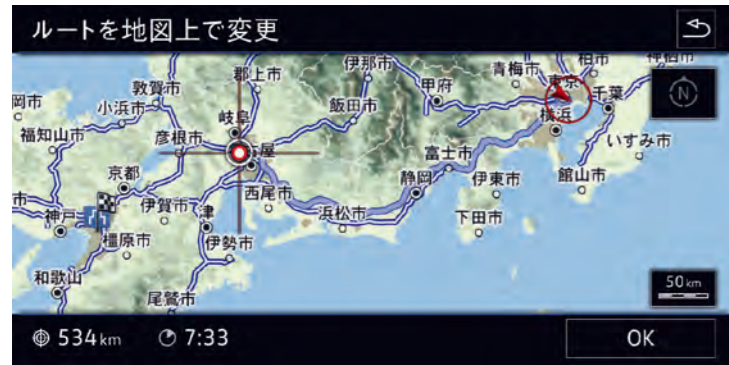 ルートを地図上で変更
伊那市
青梅市
柏市
神栖市
郡上市
甲府
東京
敦賀市
千葉
N
岡市
小浜市
飯田市
岐阜
横浜
福知山市
彦根市
屋
富士市
いすみ市
京都
静岡
伊東市
館山市
西尾市
市
伊賀市
津
浜松市
下田市
神戸
橿原市
伊勢市
和歌山
50 km
尾鷲市
534 km
7:33
OK